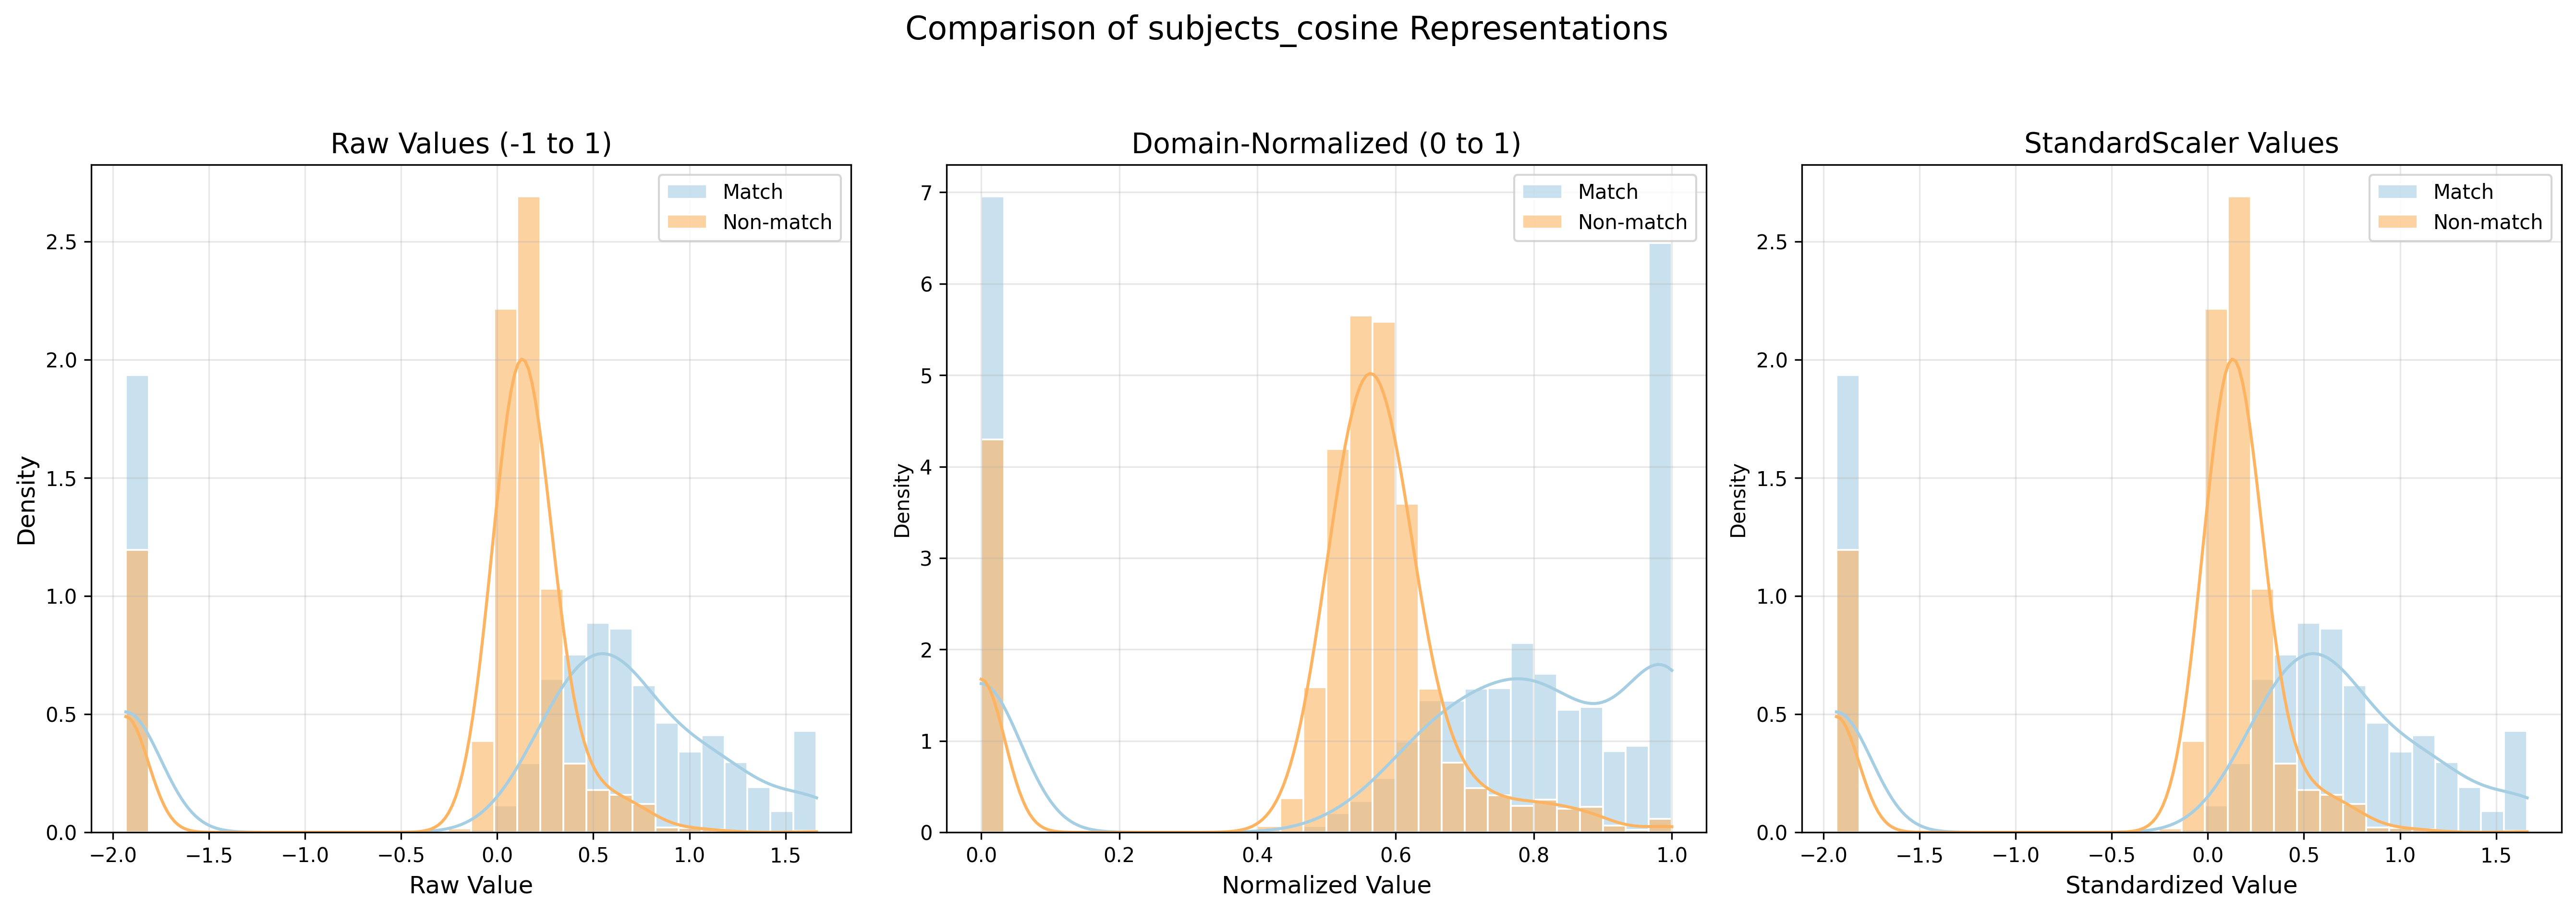 Comparison of subjects_cosine Representations
Raw Values (-1 to 1)
Match
Non-match
2.5
2.0
1.5
1.0
0.5
0.0
Density
−2.0 −1.5 −1.0 −0.5 0.0 0.5 1.0 1.5
Raw Value
Domain-Normalized (0 to 1)
Match
Non-match
7
6
5
4
3
2
1
0
Density
0.0 0.2 0.4 0.6 0.8 1.0
Normalized Value
StandardScaler Values
Match
Non-match
2.5
2.0
1.5
1.0
0.5
0.0
Density
−2.0 −1.5 −1.0 −0.5 0.0 0.5 1.0 1.5
Standardized Value